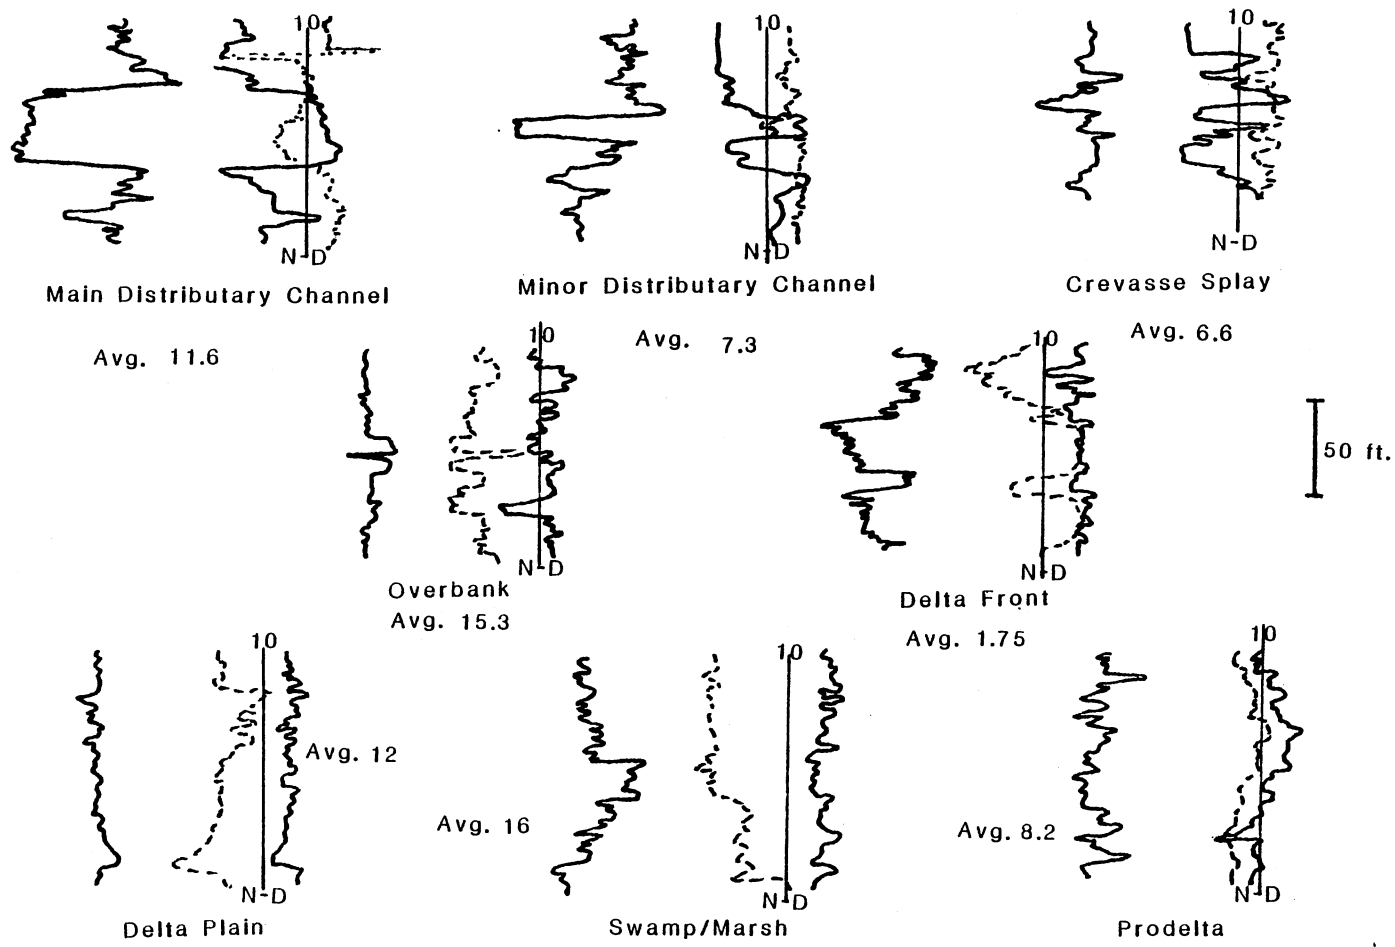 10
N-D
Main Distributary Channel
Avg. 11.6
10
N-D
Minor Distributary Channel
Avg. 7.3
10
N-D
Crevasse Splay
Avg. 6.6
10
N-D
Overbank
Avg. 15.3
10
N-D
Delta Front
Avg. 1.75
50 ft.
10
Avg. 12
N-D
Delta Plain
10
Avg. 16
N-D
Swamp/Marsh
10
Avg. 8.2
N-D
Prodelta